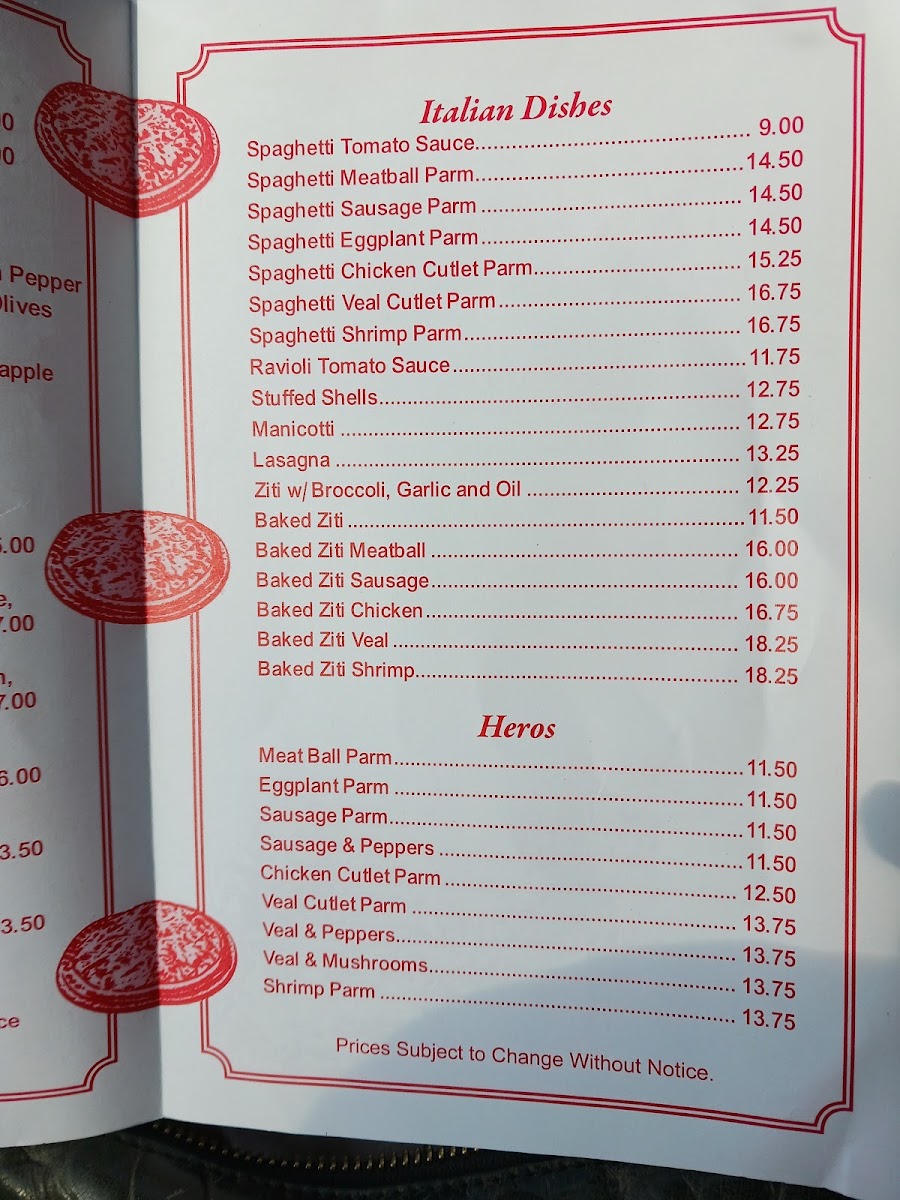 Pepper
apple
7.00
7.00
6.00
3.50
3.50
Italian Dishes
Spaghetti Tomato Sauce 9.00
Spaghetti Meatball Parm 14.50
Spaghetti Sausage Parm 14.50
Spaghetti Eggplant Parm 14.50
Spaghetti Chicken Cutlet Parm 15.25
Spaghetti Veal Cutlet Parm 16.75
Spaghetti Shrimp Parm 16.75
Ravioli Tomato Sauce 11.75
Stuffed Shells 12.75
Manicotti 12.75
Lasagna 13.25
Ziti w/ Broccoli, Garlic and Oil 12.25
Baked Ziti 11.50
Baked Ziti Meatball 16.00
Baked Ziti Sausage 16.00
Baked Ziti Chicken 16.75
Baked Ziti Veal 18.25
Baked Ziti Shrimp 18.25
Heros
Meat Ball Parm 11.50
Eggplant Parm 11.50
Sausage Parm 11.50
Sausage & Peppers 11.50
Chicken Cutlet Parm 12.50
Veal Cutlet Parm 13.75
Veal & Peppers 13.75
Veal & Mushrooms 13.75
Shrimp Parm 13.75
Prices Subject to Change Without Notice.